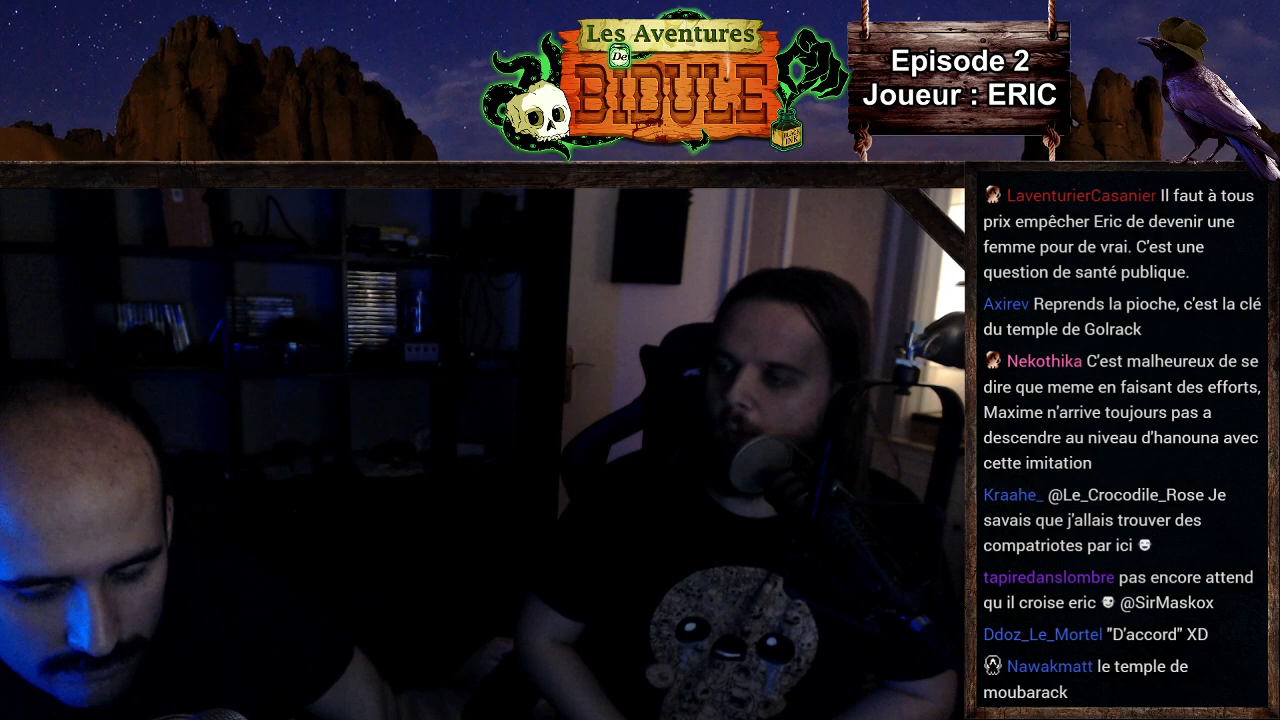 Les Aventures
De
BIDULE
BLACK
INK
Episode 2
Joueur : ERIC
LaventurierCasanier Il faut à tous
prix empêcher Eric de devenir une
femme pour de vrai. C'est une
question de santé publique.
Axirev Reprends la pioche, c'est la clé
du temple de Golrack
Nekothika C'est malheureux de se
dire que meme en faisant des efforts,
Maxime n'arrive toujours pas a
descendre au niveau d'hanouna avec
cette imitation
Kraahe_ @Le_Crocodile_Rose Je
savais que j'allais trouver des
compatriotes par ici
tapiredanslombre pas encore attend
qu il croise eric @SirMaskox
Ddoz_Le_Mortel "D'accord" XD
Nawakmatt le temple de
moubarack